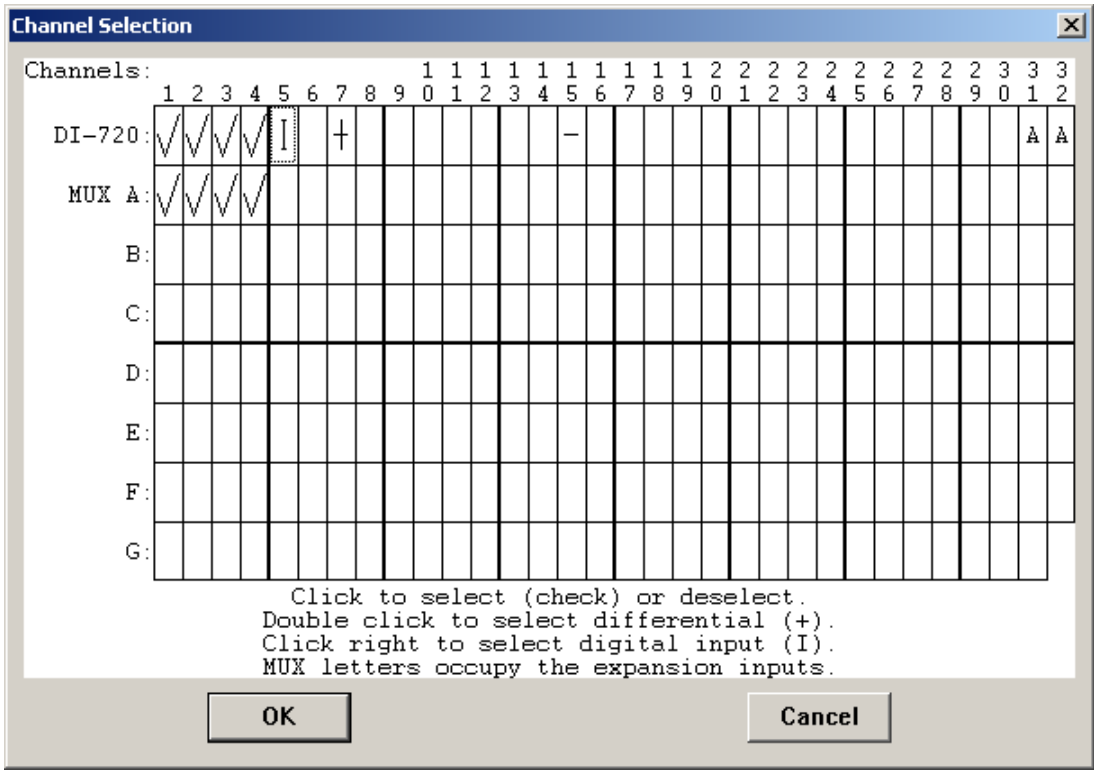 Channel Selection
Channels: 1 1 1 1 1 1 1 1 1 1 2 2 2 2 2 2 2 2 2 2 3 3 3
1 2 3 4 5 6 7 8 9 0 1 2 3 4 5 6 7 8 9 0 1 2 3 4 5 6 7 8 9 0 1 2
DI-720: √ √ √ √ I + - A A
MUX A: √ √ √ √
B:
C:
D:
E:
F:
G:
Click to select (check) or deselect.
Double click to select differential (+).
Click right to select digital input (I).
MUX letters occupy the expansion inputs.
OK Cancel